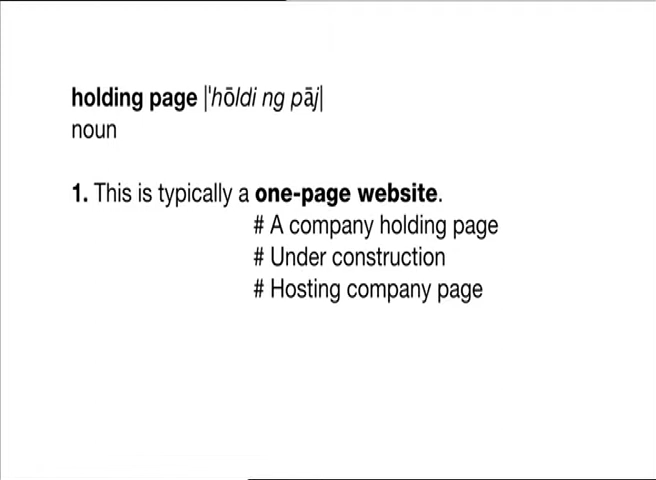 holding page |ˈhōldi ng pāj|
noun
1. This is typically a one-page website.
# A company holding page
# Under construction
# Hosting company page